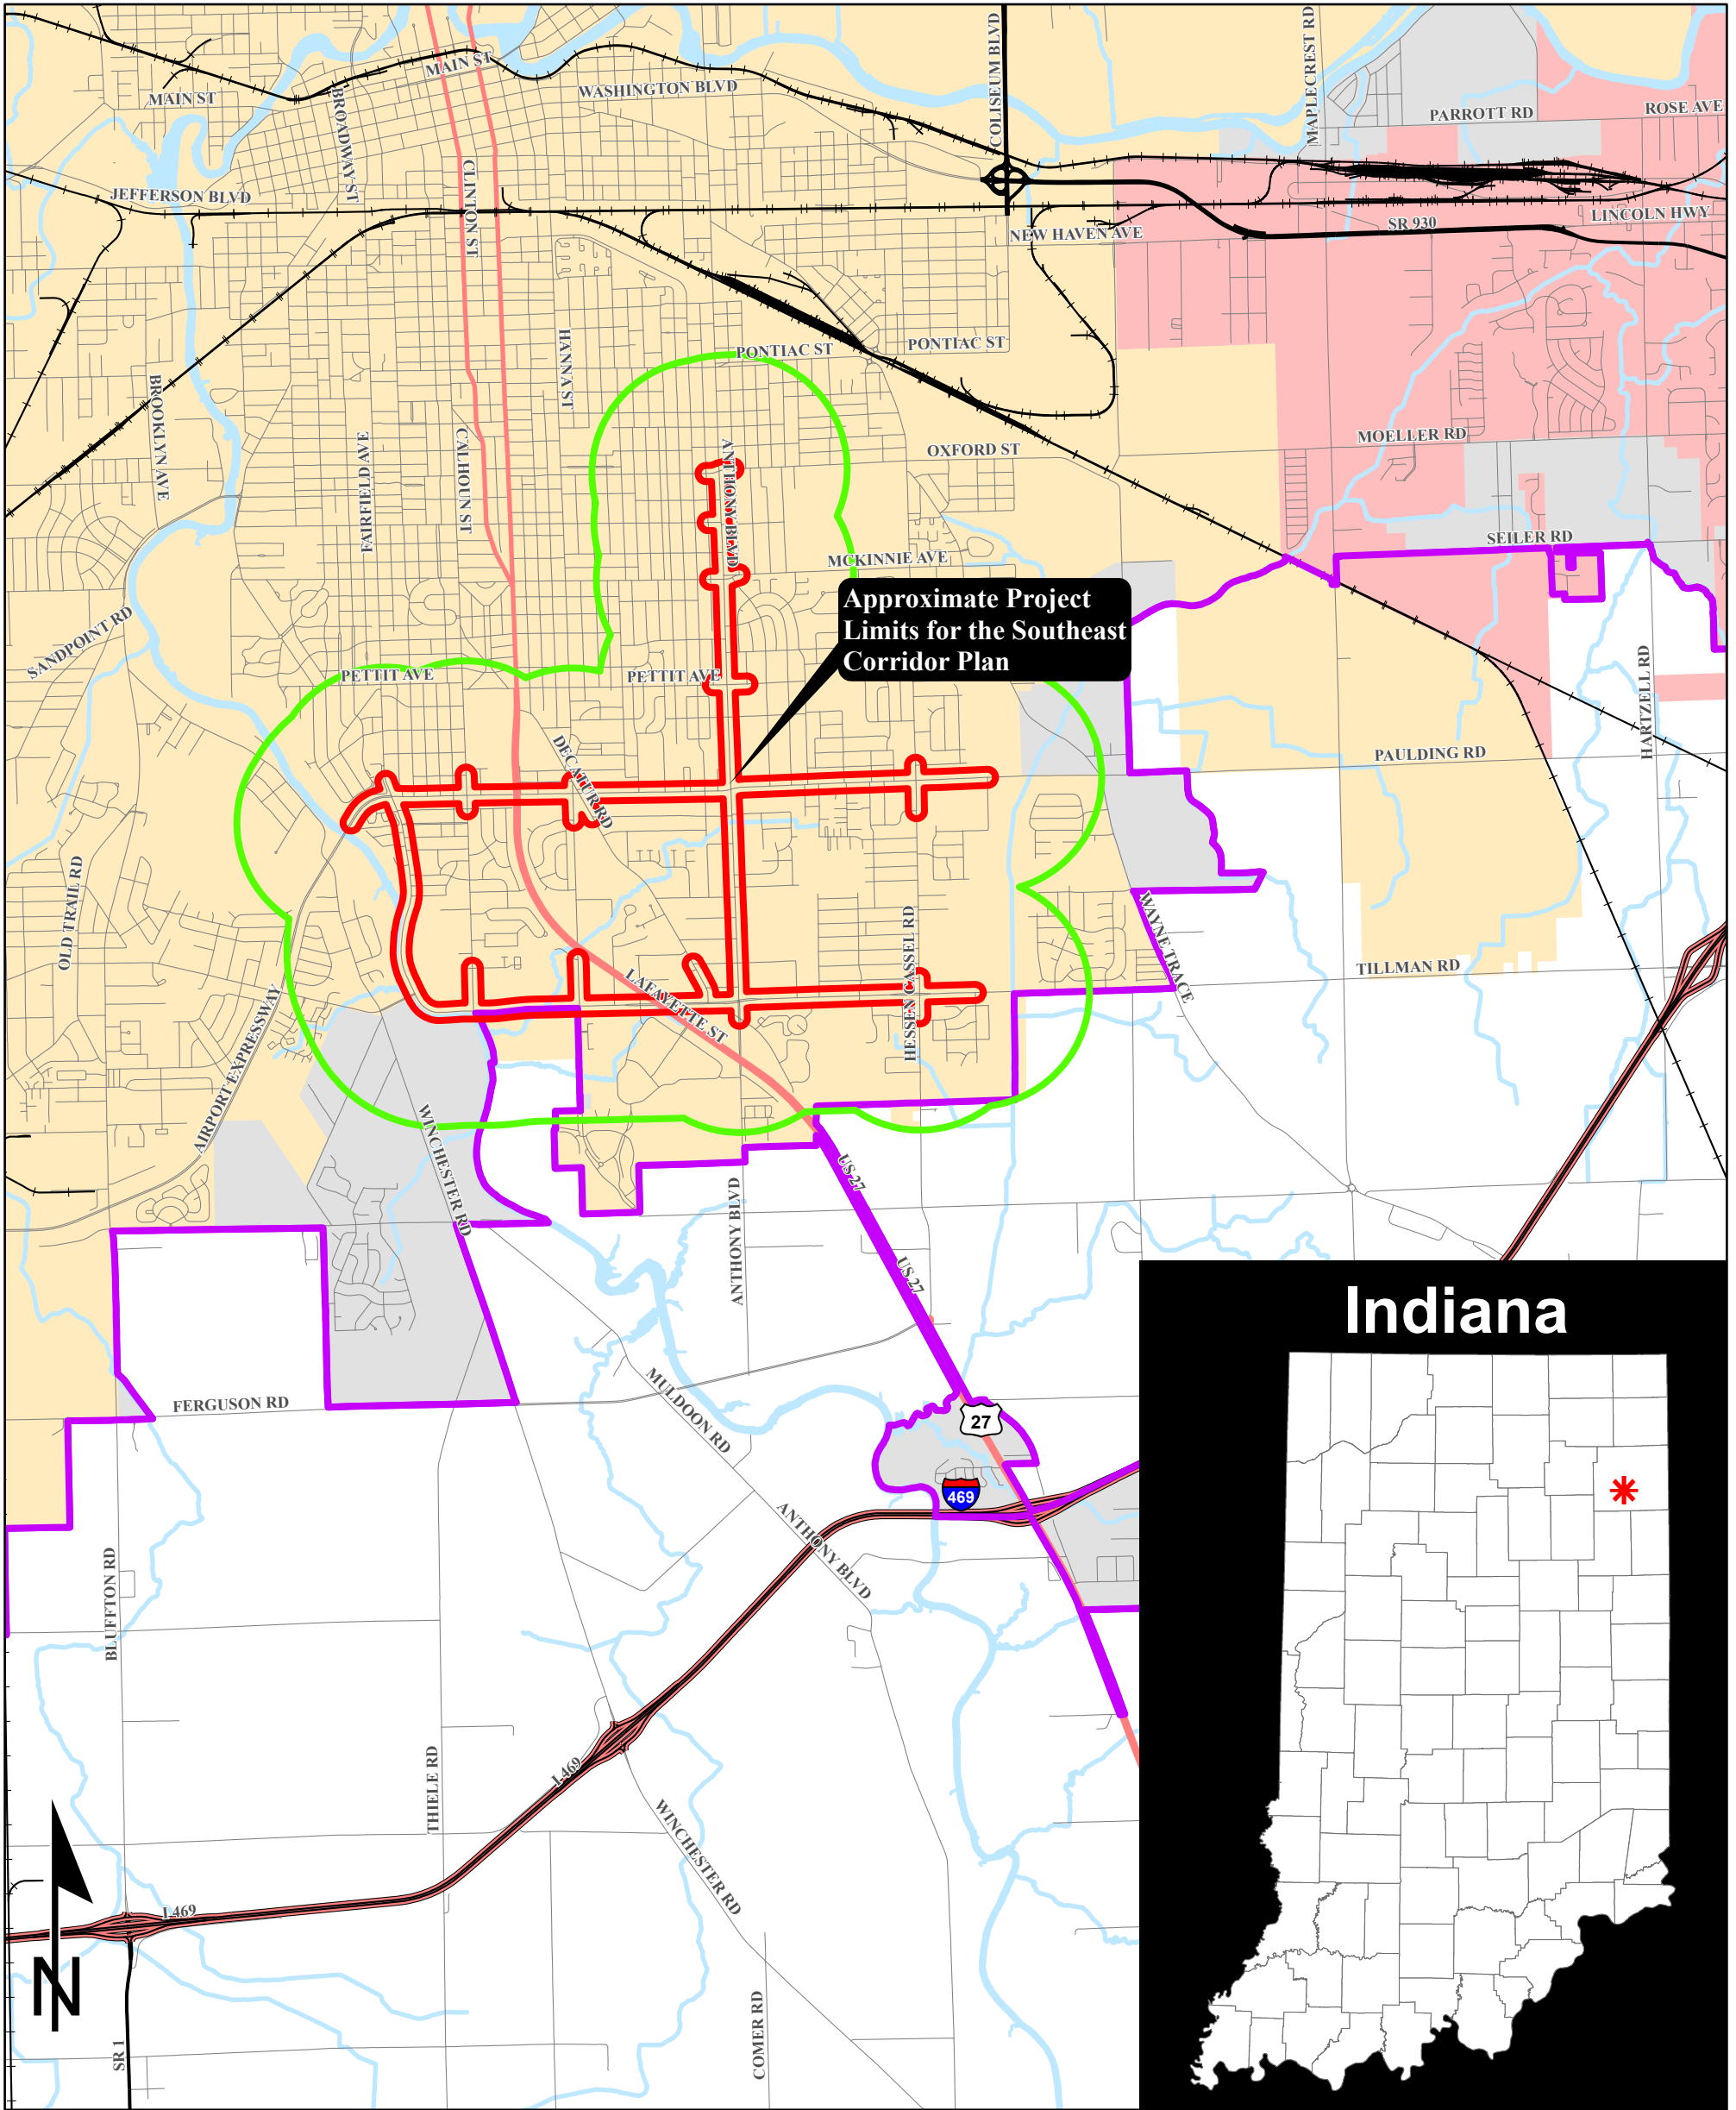 COLISEUM BLVD
MAPLECREST RD
MAIN ST
MAIN ST
WASHINGTON BLVD
BROADWAY ST
PARROTT RD
ROSE AVE
JEFFERSON BLVD
CLINTON ST
NEW HAVEN AVE
SR 930
LINCOLN HWY
HANNA ST
PONTIAC ST
PONTIAC ST
BROOKLYN AVE
FAIRFIELD AVE
CALHOUN ST
ANTHONY BLVD
OXFORD ST
MOELLER RD
MCKINNIE AVE
SEILER RD
Approximate Project
Limits for the Southeast
Corridor Plan
SANDPOINT RD
PETTIT AVE
PETTIT AVE
HARTZELL RD
DECATUR RD
PAULDING RD
OLD TRAIL RD
HESSEN CASSEL RD
WAYNE TRACE
TILLMAN RD
LAFAYETTE ST
AIRPORT EXPRESSWAY
WINCHESTER RD
US 27
ANTHONY BLVD
US 27
Indiana
FERGUSON RD
MULDOON RD
27
469
ANTHONY BLVD
BLUFFTON RD
THIELE RD
I 469
WINCHESTER RD
I 469
N
SR 1
COMER RD